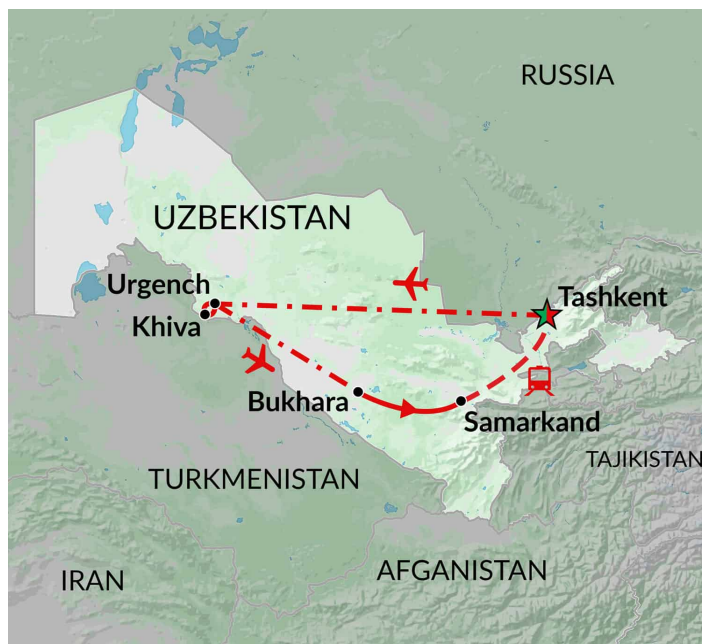 RUSSIA
UZBEKISTAN
Urgench
Tashkent
Khiva
Bukhara
Samarkand
TURKMENISTAN
TAJIKISTAN
IRAN
AFGANISTAN